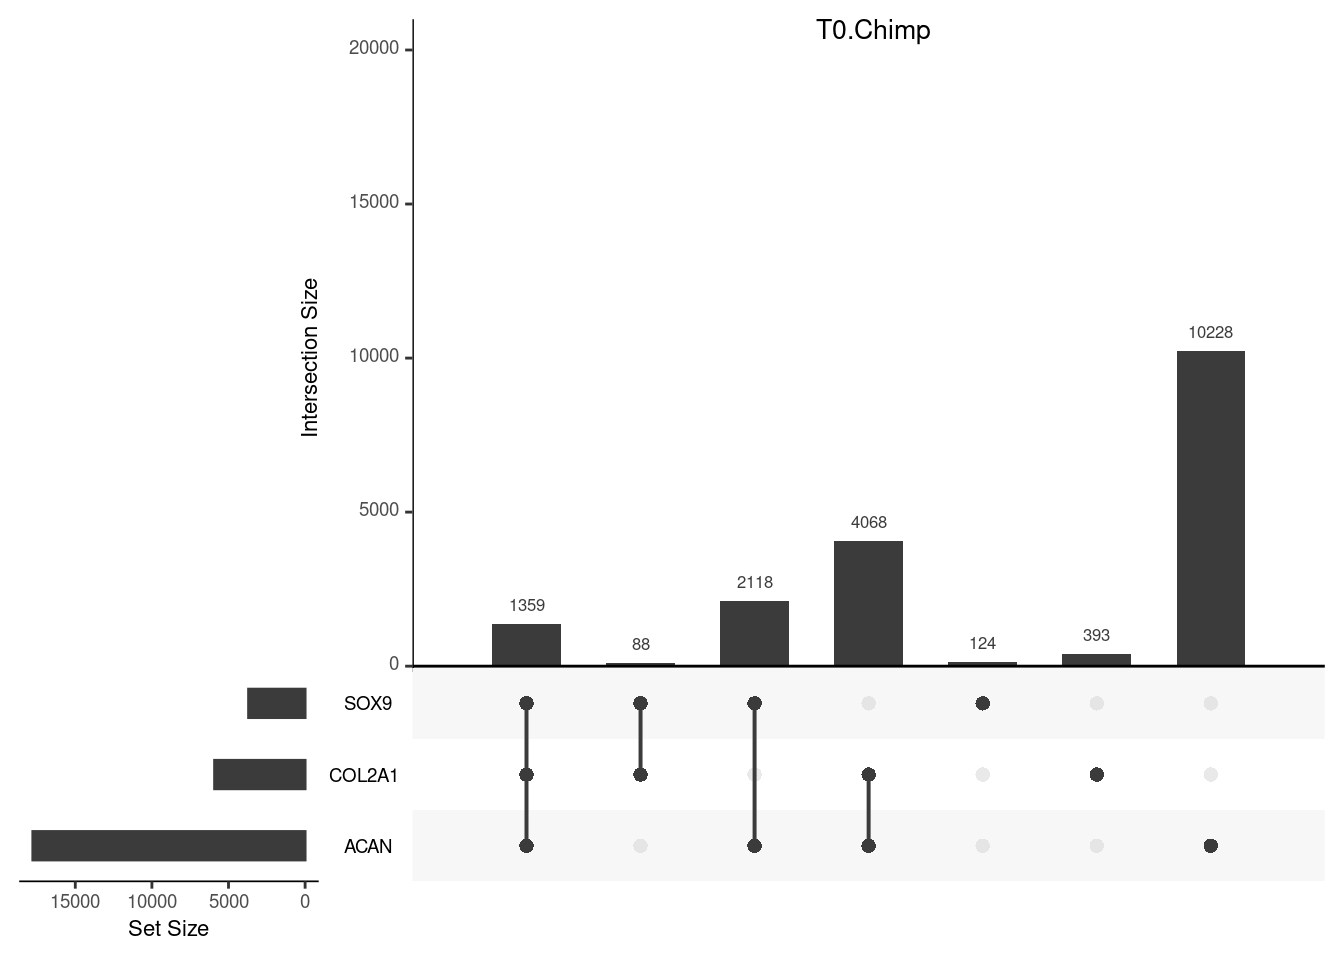 T0.Chimp
20000
15000
10000
5000
0
Intersection Size
1359
88
2118
4068
124
393
10228
SOX9
COL2A1
ACAN
15000 10000 5000 0
Set Size